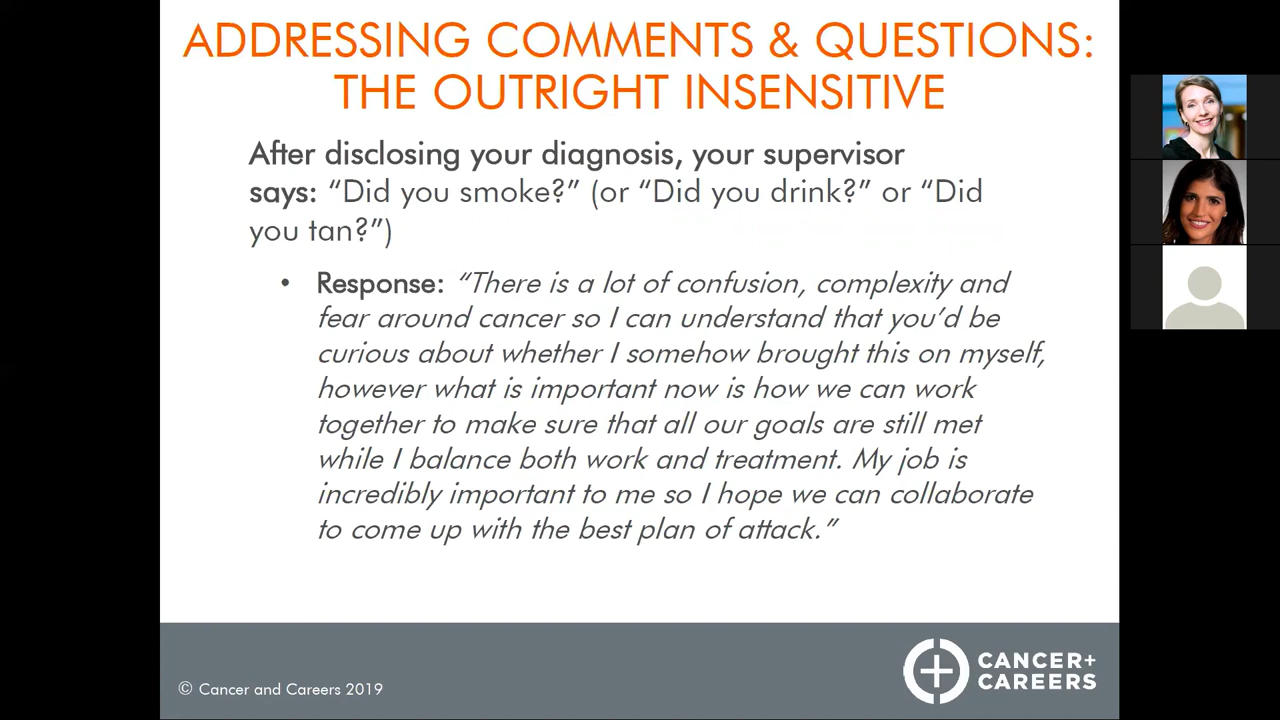 ADDRESSING COMMENTS & QUESTIONS:
THE OUTRIGHT INSENSITIVE
After disclosing your diagnosis, your supervisor
says: “Did you smoke?” (or “Did you drink?” or “Did
you tan?”)
• Response: “There is a lot of confusion, complexity and
fear around cancer so I can understand that you’d be
curious about whether I somehow brought this on myself,
however what is important now is how we can work
together to make sure that all our goals are still met
while I balance both work and treatment. My job is
incredibly important to me so I hope we can collaborate
to come up with the best plan of attack.”
© Cancer and Careers 2019
CANCER+
CAREERS